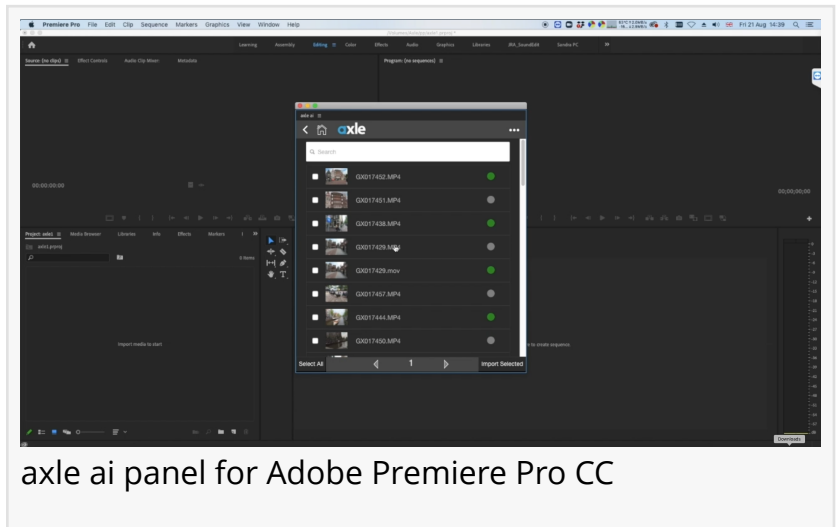 Premiere Pro File Edit Clip Sequence Markers Graphics View Window Help
Fri 21 Aug 14:39
Learning Assembly Editing Color Effects Audio Graphics Libraries
Source: (no clips) Effect Controls Audio Clip Mixer: Metadata
Program: (no sequences)
axle ai
axle
Search
GX017452.MP4
GX017451.MP4
GX017438.MP4
GX017429.MP4
GX017429.mov
GX017457.MP4
GX017444.MP4
GX017450.MP4
Select All 1 Import Selected
00:00:00:00
00;00;00;00
Project: axle1 Media Browser Libraries Info Effects Markers
axle1.prproj
0 Items
Import media to start
to create sequence.
Downloads
axle ai panel for Adobe Premiere Pro CC